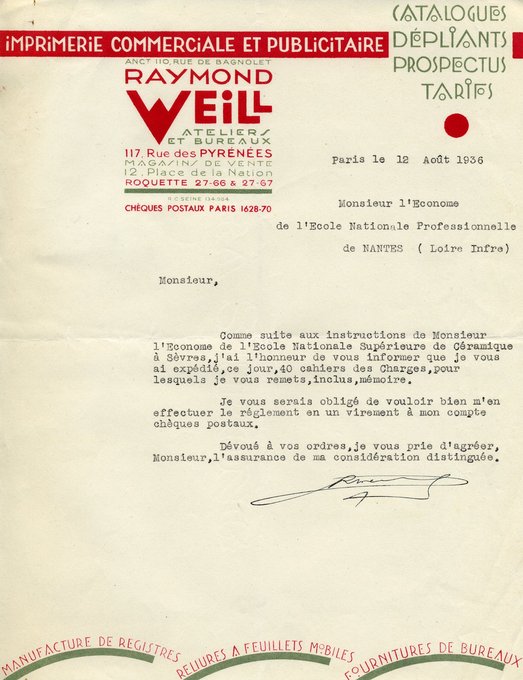 IMPRIMERIE COMMERCIALE ET PUBLICITAIRE
CATALOGUES
DÉPLIANTS
PROSPECTUS
TARIFS
ANCT 110, RUE DE BAGNOLET
RAYMOND
WEILL
ATELIERS
ET BUREAUX
117, Rue des PYRÉNÉES
MAGASINS DE VENTE
12, Place de la Nation
ROQUETTE 27-66 & 27-67
R.C. SEINE 134-984
CHÈQUES POSTAUX PARIS 1628-70
Paris le 12 Août 1936
Monsieur l'Econome
de l'Ecole Nationale Professionnelle
de NANTES ( Loire Infre)
Monsieur,
Comme suite aux instructions de Monsieur
l'Econome de l'Ecole Nationale Supérieure de Céramique
à Sèvres,j'ai l'honneur de vous informer que je vous
ai expédié,ce jour,40 cahiers des Charges,pour
lesquels je vous remets,inclus,mémoire.
Je vous serais obligé de vouloir bien m'en
effectuer le réglement en un virement à mon compte
chèques postaux.
Dévoué à vos ordres,je vous prie d'agréer,
Monsieur,l'assurance de ma considération distinguée.
MANUFACTURE DE REGISTRES
RELIURES A FEUILLETS MOBILES
FOURNITURES DE BUREAUX